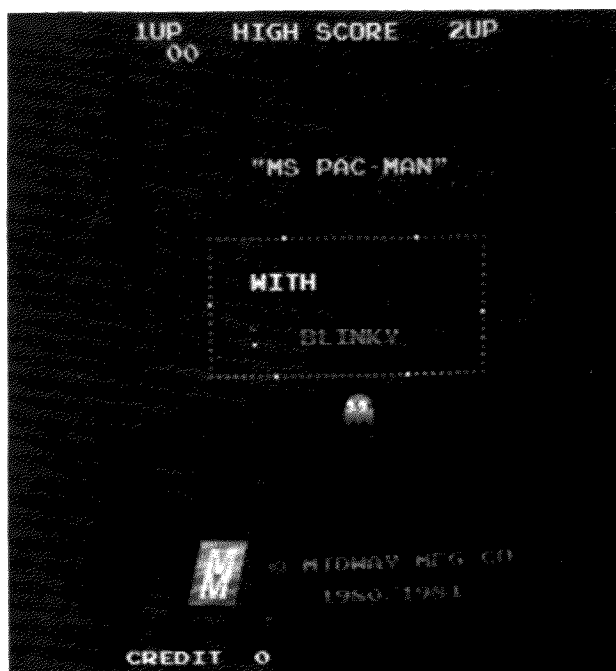 1UP HIGH SCORE 2UP
00
"MS PAC-MAN"
WITH
BLINKY
M
M
© MIDWAY MFG CO
1980/1981
CREDIT 0